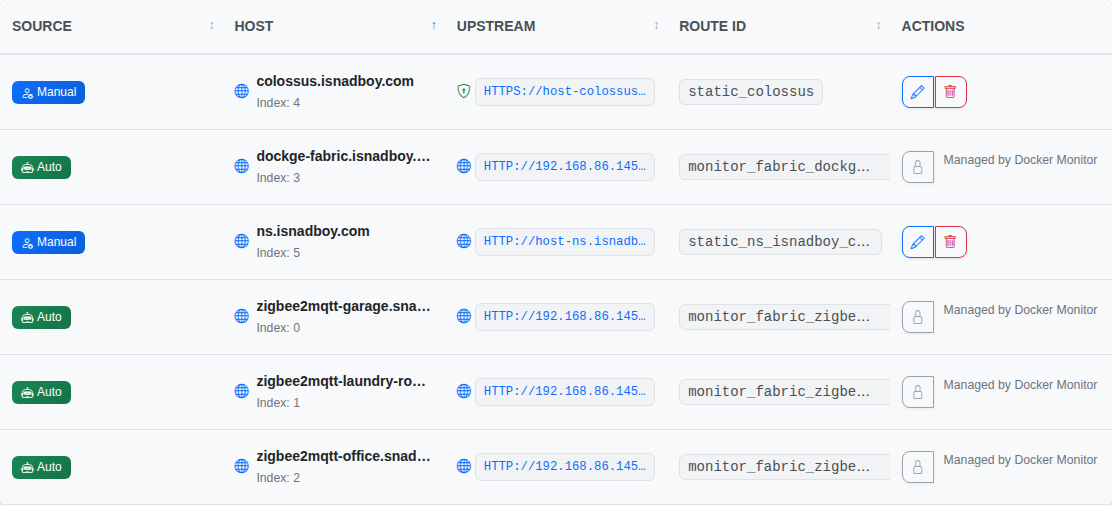 SOURCE HOST UPSTREAM ROUTE ID ACTIONS
Manual colossus.isnadboy.com HTTPS://host-colossus… static_colossus
Index: 4
Auto dockge-fabric.isnadboy.… HTTP://192.168.86.145… monitor_fabric_dockg… Managed by Docker Monitor
Index: 3
Manual ns.isnadboy.com HTTP://host-ns.isnadb… static_ns_isnadboy_c…
Index: 5
Auto zigbee2mqtt-garage.sna… HTTP://192.168.86.145… monitor_fabric_zigbe… Managed by Docker Monitor
Index: 0
Auto zigbee2mqtt-laundry-ro… HTTP://192.168.86.145… monitor_fabric_zigbe… Managed by Docker Monitor
Index: 1
Auto zigbee2mqtt-office.snad… HTTP://192.168.86.145… monitor_fabric_zigbe… Managed by Docker Monitor
Index: 2